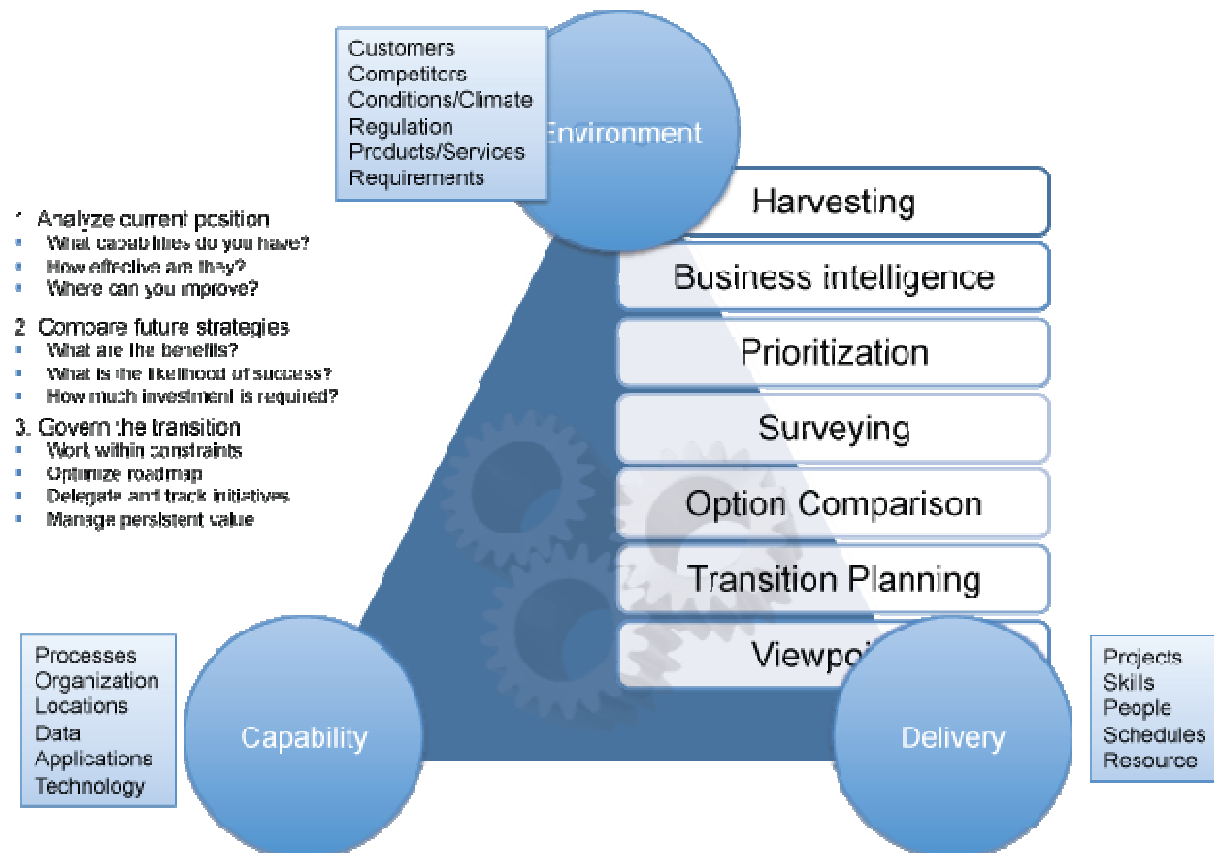 Customers
Competitors
Conditions/Climate
Regulation
Products/Services
Requirements
Environment
Harvesting
Business intelligence
Prioritization
Surveying
Option Comparison
Transition Planning
1 Analyze current position
What capabilities do you have?
How effective are they?
Where can you improve?
2 Compare future strategies
What are the benefits?
What is the likelihood of success?
How much investment is required?
3. Govern the transition
Work within constraints
Optimize roadmap
Delegate and track initiatives
Manage persistent value
Processes
Organization
Locations
Data
Applications
Technology
Capability
Delivery
Projects
Skills
People
Schedules
Resource